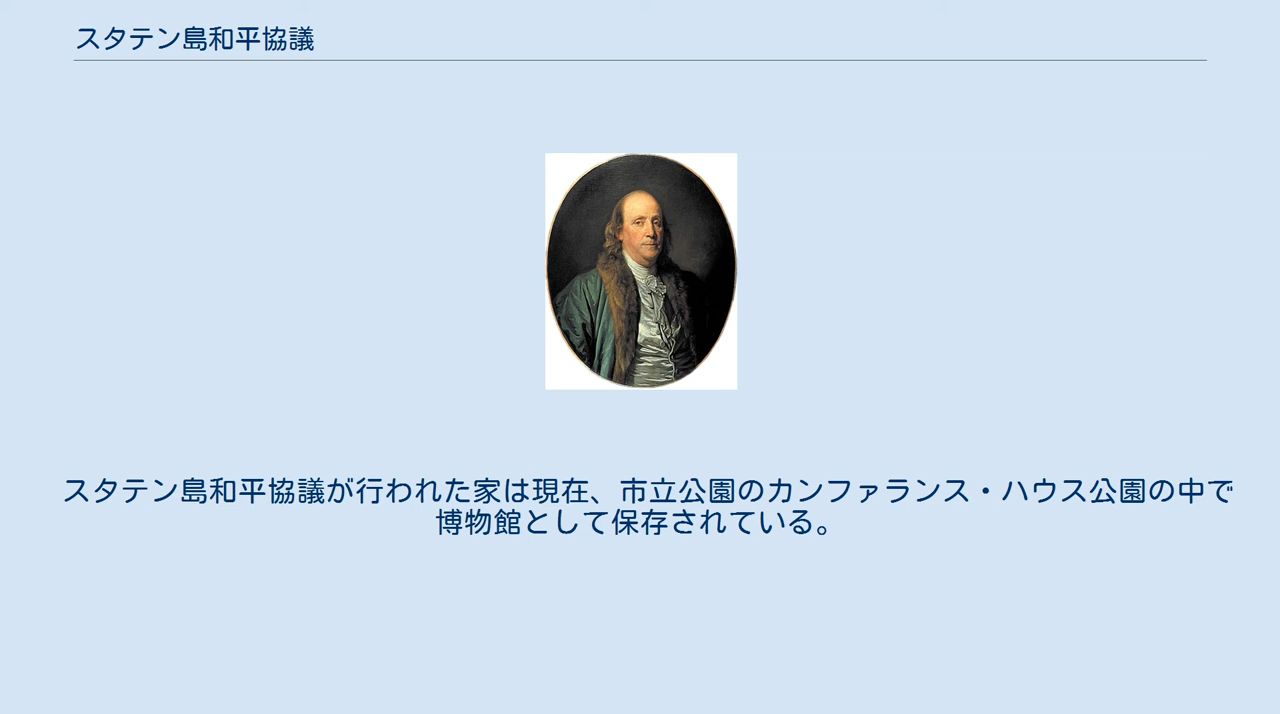 スタテン島和平協議
スタテン島和平協議が行われた家は現在、市立公園のカンファランス・ハウス公園の中で
博物館として保存されている。